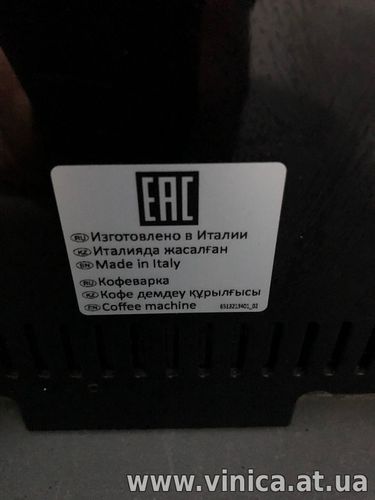 EAC
RU Изготовлено в Италии
KZ Италияда жасалған
EN Made in Italy
RU Кофеварка
KZ Кофе демдеу құрылғысы
EN Coffee machine 6513213401_02
www.vinica.at.ua